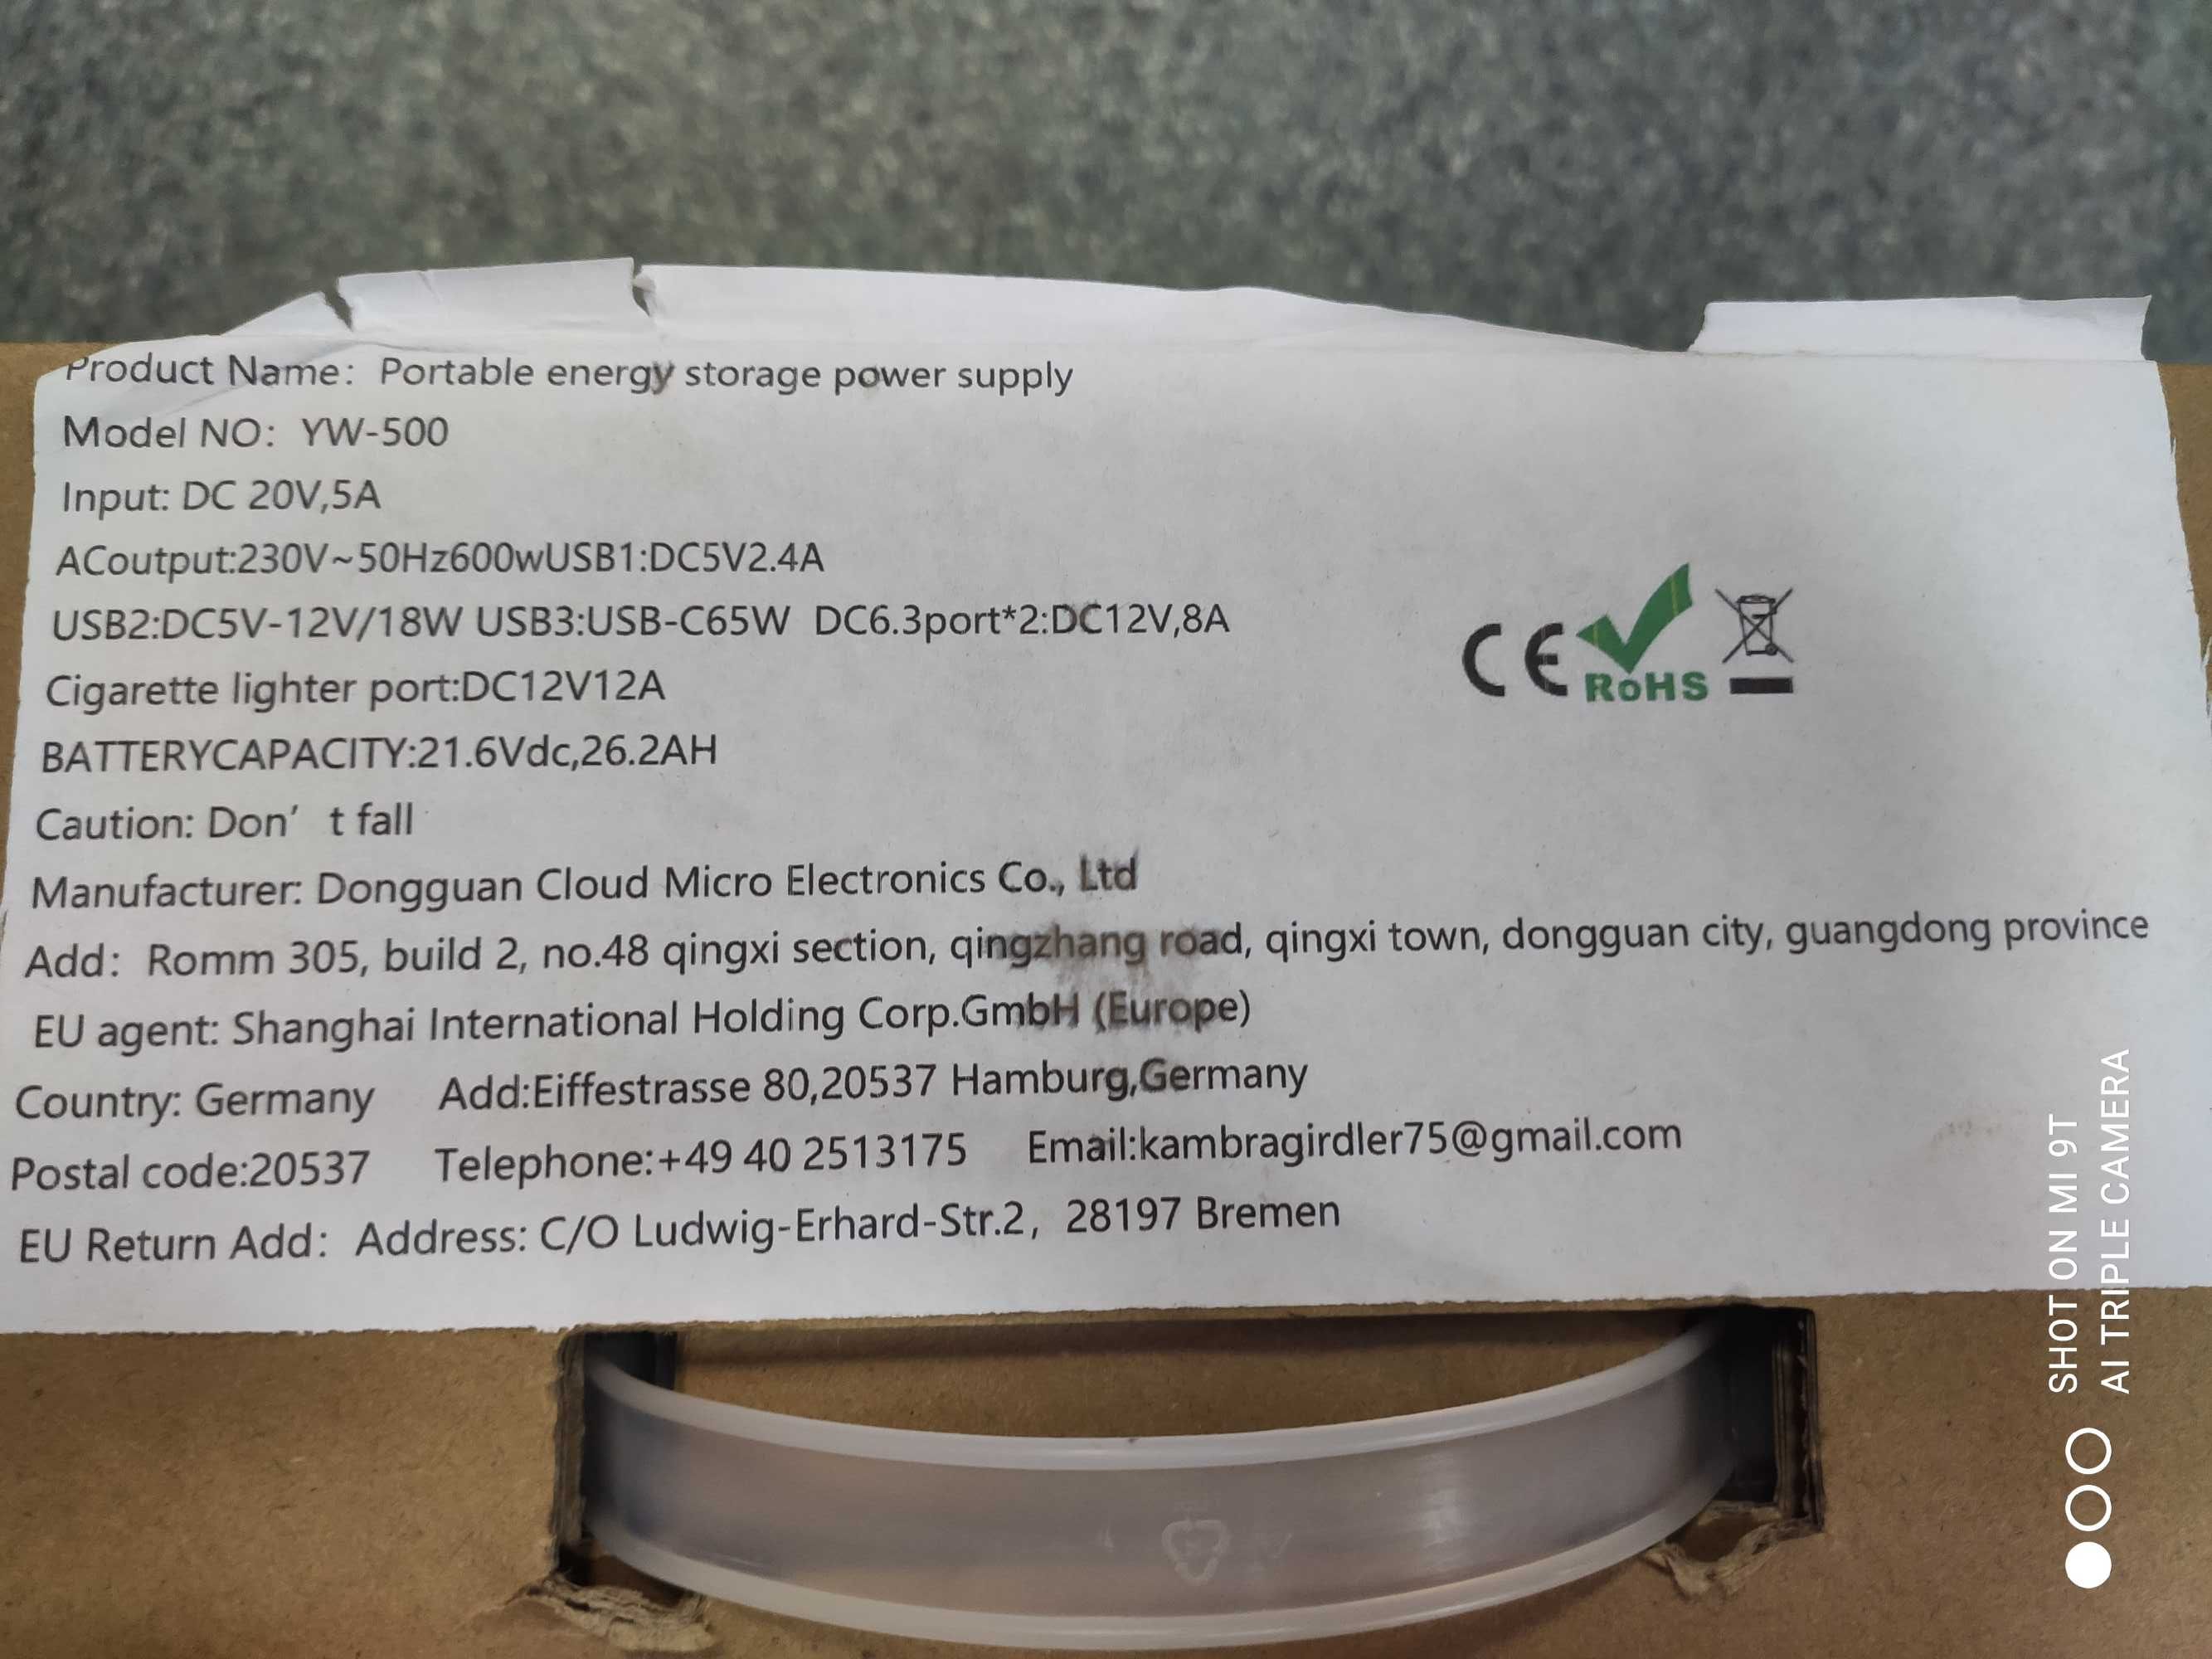 Product Name: Portable energy storage power supply
Model NO: YW-500
Input: DC 20V,5A
ACoutput:230V~50Hz600wUSB1:DC5V2.4A
USB2:DC5V-12V/18W USB3:USB-C65W DC6.3port*2:DC12V,8A
Cigarette lighter port:DC12V12A
BATTERYCAPACITY:21.6Vdc,26.2AH
Caution: Don' t fall
Manufacturer: Dongguan Cloud Micro Electronics Co., Ltd
Add: Romm 305, build 2, no.48 qingxi section, qingzhang road, qingxi town, dongguan city, guangdong province
EU agent: Shanghai International Holding Corp.GmbH (Europe)
Country: Germany Add:Eiffestrasse 80,20537 Hamburg,Germany
Postal code:20537 Telephone:+49 40 2513175 Email:kambragirdler75@gmail.com
EU Return Add: Address: C/O Ludwig-Erhard-Str.2, 28197 Bremen
CE RoHS
SHOT ON MI 9T
AI TRIPLE CAMERA